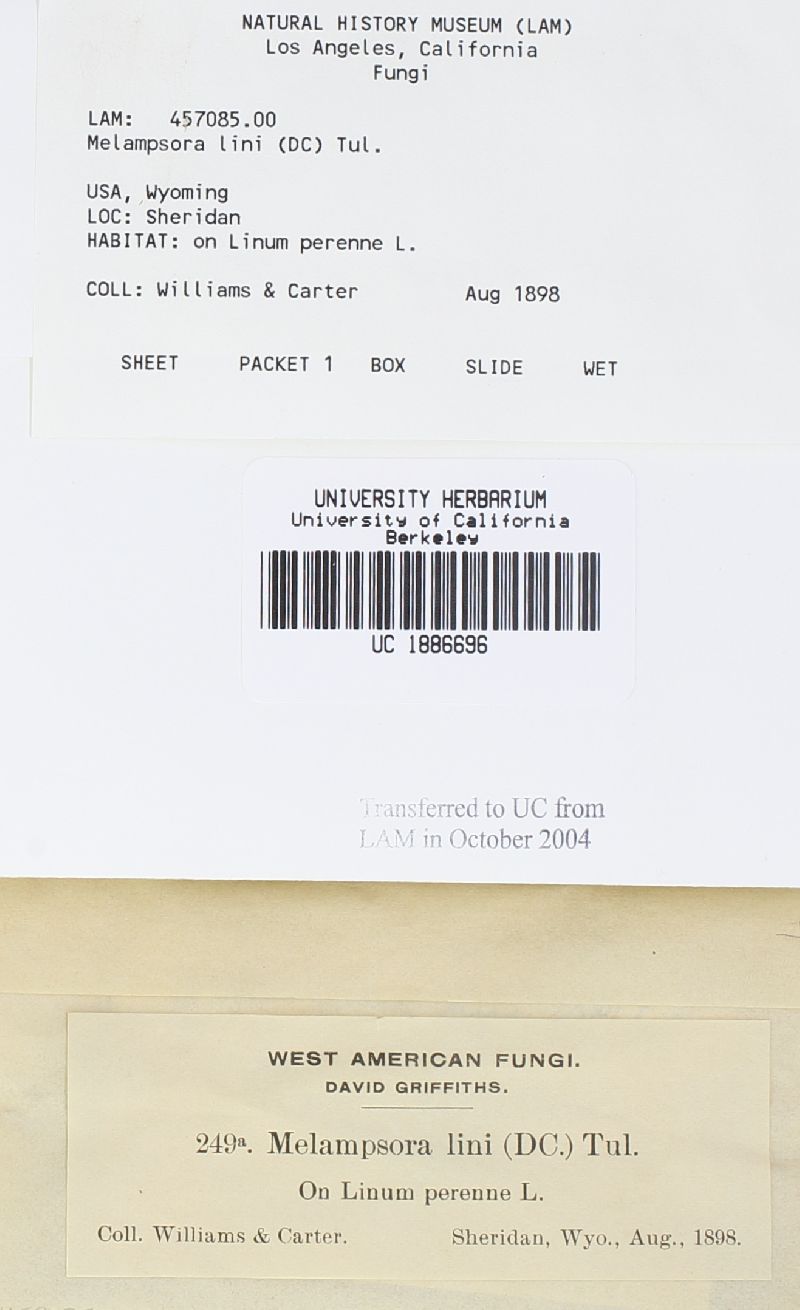 NATURAL HISTORY MUSEUM (LAM)
Los Angeles, California
Fungi
LAM: 457085.00
Melampsora lini (DC) Tul.
USA, Wyoming
LOC: Sheridan
HABITAT: on Linum perenne L.
COLL: Williams & Carter Aug 1898
SHEET PACKET 1 BOX SLIDE WET
UNIVERSITY HERBARIUM
University of California
Berkeley
UC 1886696
Transferred to UC from
LAM in October 2004
WEST AMERICAN FUNGI.
DAVID GRIFFITHS.
249ª. Melampsora lini (DC.) Tul.
On Linum perenne L.
Coll. Williams & Carter. Sheridan, Wyo., Aug., 1898.